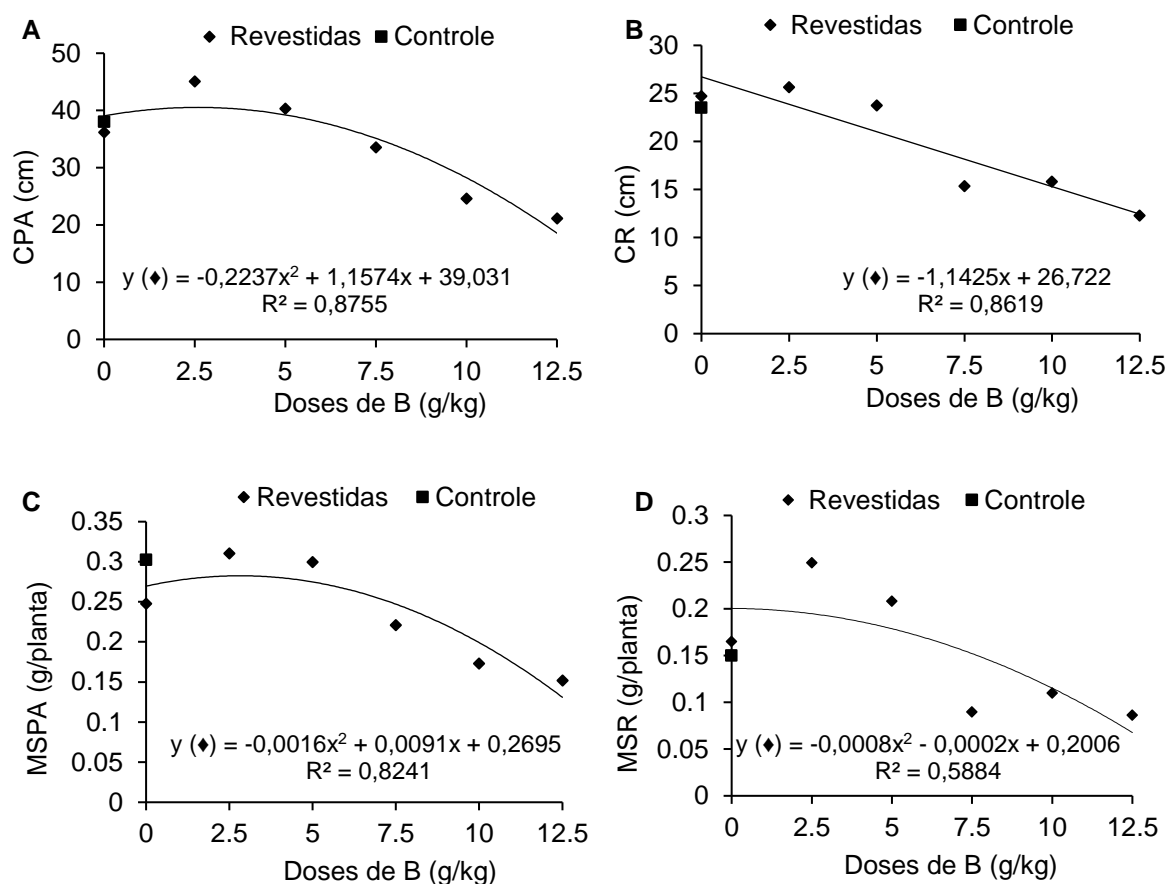 A
◆ Revestidas ■ Controle
50
40
30
20
10
0
CPA (cm)
y (♦) = -0,2237x² + 1,1574x + 39,031
R² = 0,8755
0 2.5 5 7.5 10 12.5
Doses de B (g/kg)
B
◆ Revestidas ■ Controle
30
25
20
15
10
5
0
CR (cm)
y (♦) = -1,1425x + 26,722
R² = 0,8619
0 2.5 5 7.5 10 12.5
Doses de B (g/kg)
C
◆ Revestidas ■ Controle
0.35
0.3
0.25
0.2
0.15
0.1
0.05
0
MSPA (g/planta)
y (♦) = -0,0016x² + 0,0091x + 0,2695
R² = 0,8241
0 2.5 5 7.5 10 12.5
Doses de B (g/kg)
D
◆ Revestidas ■ Controle
0.3
0.25
0.2
0.15
0.1
0.05
0
MSR (g/planta)
y (♦) = -0,0008x² - 0,0002x + 0,2006
R² = 0,5884
0 2.5 5 7.5 10 12.5
Doses de B (g/kg)